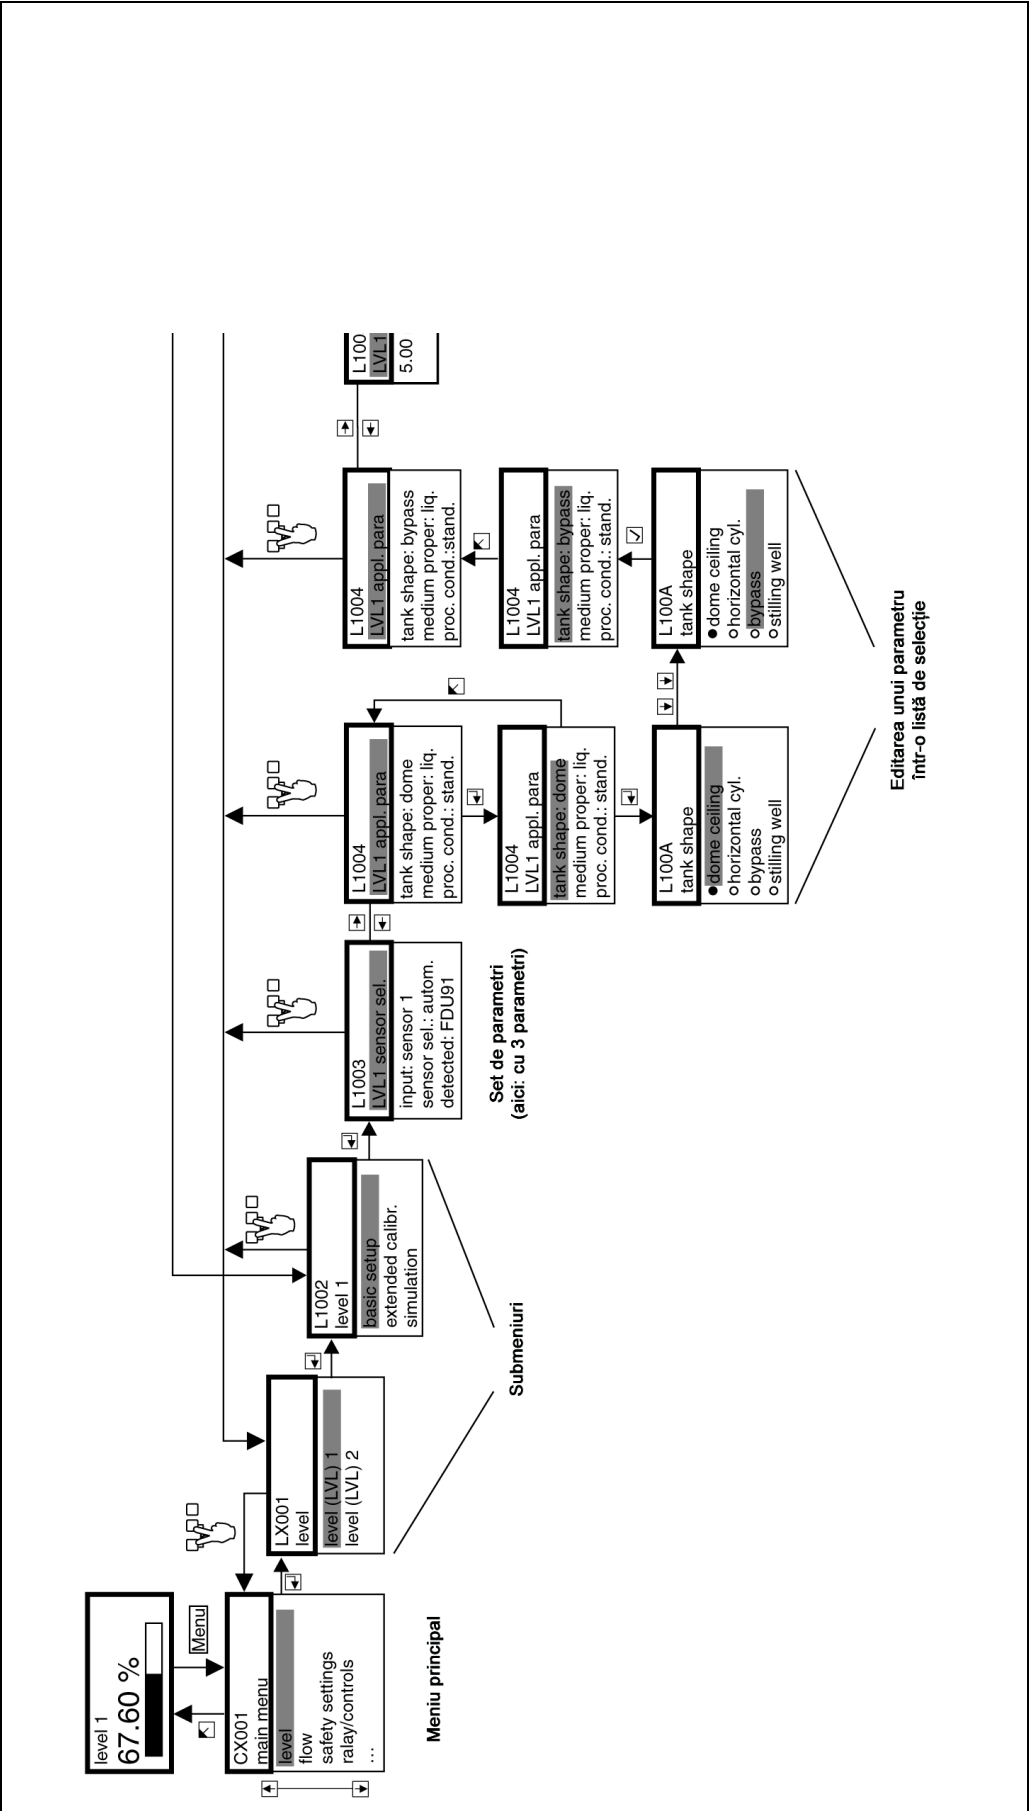 level 1
67.60 %
Menu
CX001
main menu
level
flow
safety settings
ralay/controls
...
Meniu principal
LX001
level
level (LVL) 1
level (LVL) 2
L1002
level 1
basic setup
extended calibr.
simulation
Submeniuri
L1003
LVL1 sensor sel.
input: sensor 1
sensor sel.: autom.
detected: FDU91
Set de parametri
(aici: cu 3 parametri)
L1004
LVL1 appl. para
tank shape: dome
medium proper: liq.
proc. cond.: stand.
L1004
LVL1 appl. para
tank shape: dome
medium proper: liq.
proc. cond.: stand.
L100A
tank shape
dome ceiling
horizontal cyl.
bypass
stilling well
L1004
LVL1 appl. para
tank shape: bypass
medium proper: liq.
proc. cond.:stand.
L1004
LVL1 appl. para
tank shape: bypass
medium proper: liq.
proc. cond.: stand.
L100A
tank shape
dome ceiling
horizontal cyl.
bypass
stilling well
Editarea unui parametru
într-o listă de selecție
L100
LVL1
5.00